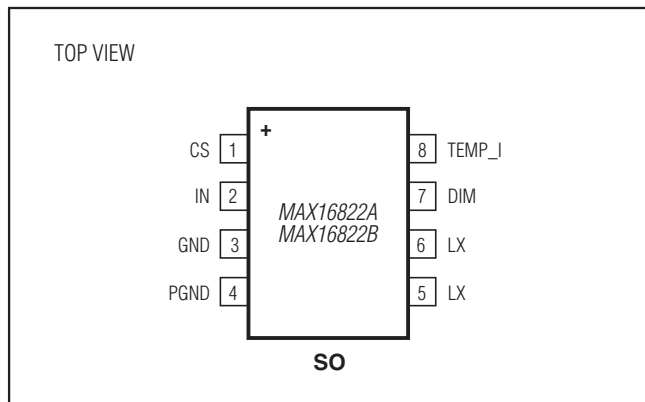 TOP VIEW
+
CS 1
8 TEMP_I
IN 2
7 DIM
MAX16822A
MAX16822B
GND 3
6 LX
PGND 4
5 LX
SO